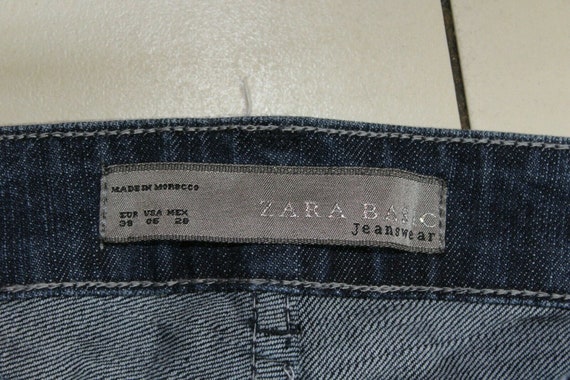 MADE IN MOROCCO
EUR USA MEX
38 06 28
ZARA BASIC
Jeanswear